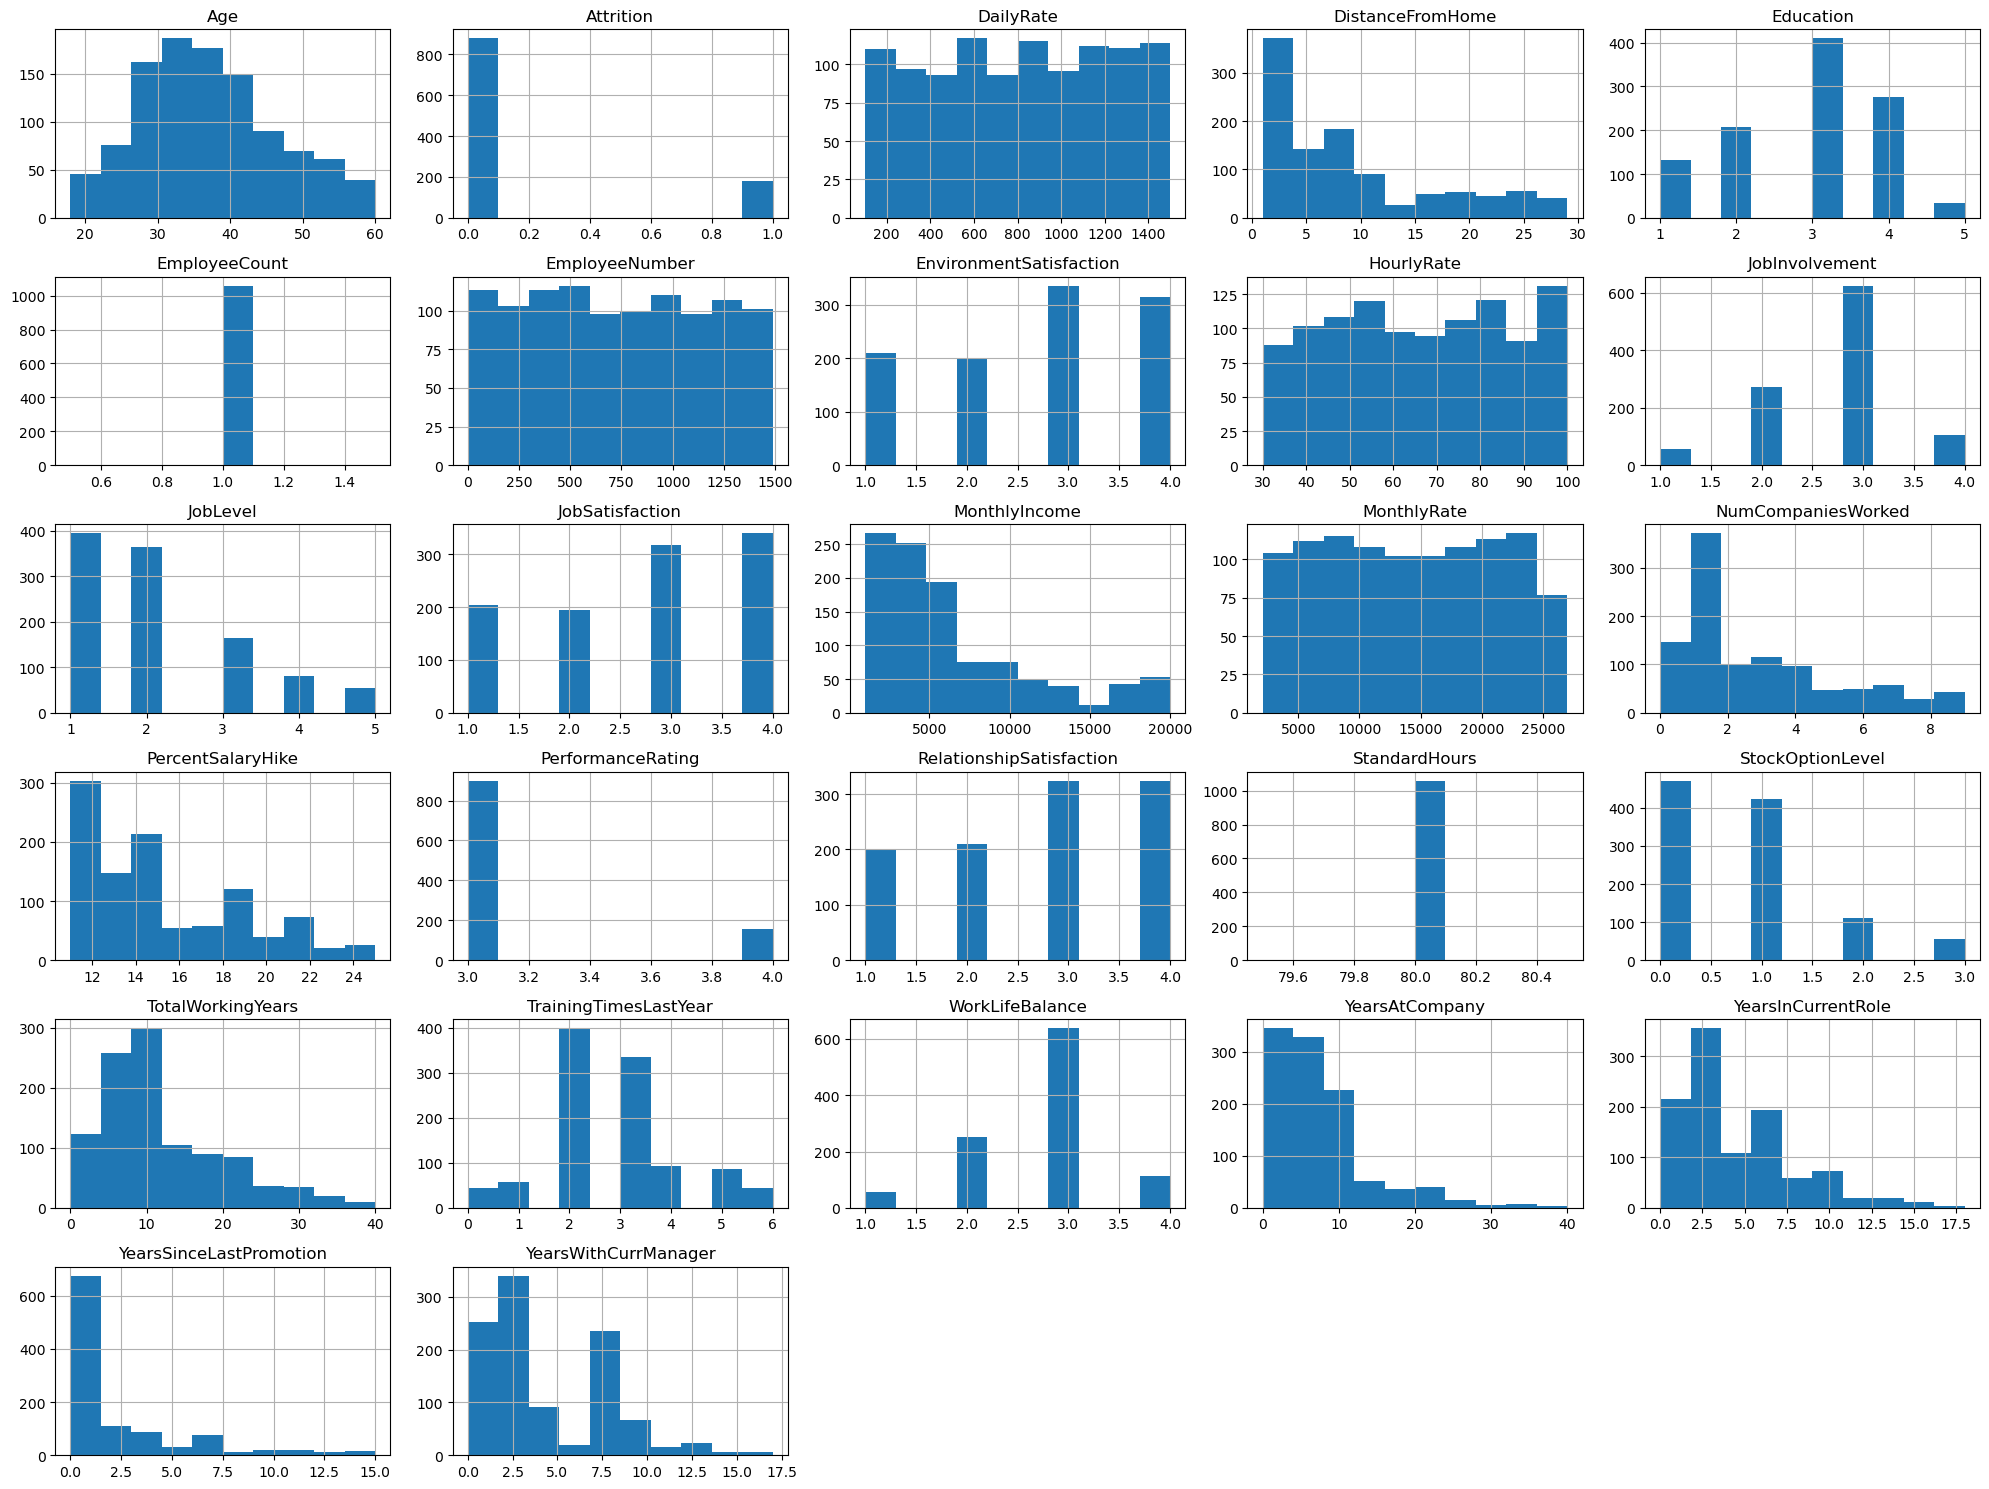 Age Attrition DailyRate DistanceFromHome Education
150 100 50 0
20 30 40 50 60
800 600 400 200 0
0.0 0.2 0.4 0.6 0.8 1.0
100 75 50 25 0
200 400 600 800 1000 1200 1400
300 200 100 0
0 5 10 15 20 25 30
400 300 200 100 0
1 2 3 4 5
EmployeeCount EmployeeNumber EnvironmentSatisfaction HourlyRate JobInvolvement
1000 800 600 400 200 0
0.6 0.8 1.0 1.2 1.4
100 75 50 25 0
0 250 500 750 1000 1250 1500
300 200 100 0
1.0 1.5 2.0 2.5 3.0 3.5 4.0
125 100 75 50 25 0
30 40 50 60 70 80 90 100
600 400 200 0
1.0 1.5 2.0 2.5 3.0 3.5 4.0
JobLevel JobSatisfaction MonthlyIncome MonthlyRate NumCompaniesWorked
400 300 200 100 0
1 2 3 4 5
300 200 100 0
1.0 1.5 2.0 2.5 3.0 3.5 4.0
250 200 150 100 50 0
5000 10000 15000 20000
100 75 50 25 0
5000 10000 15000 20000 25000
300 200 100 0
0 2 4 6 8
PercentSalaryHike PerformanceRating RelationshipSatisfaction StandardHours StockOptionLevel
300 200 100 0
12 14 16 18 20 22 24
800 600 400 200 0
3.0 3.2 3.4 3.6 3.8 4.0
300 200 100 0
1.0 1.5 2.0 2.5 3.0 3.5 4.0
1000 800 600 400 200 0
79.6 79.8 80.0 80.2 80.4
400 300 200 100 0
0.0 0.5 1.0 1.5 2.0 2.5 3.0
TotalWorkingYears TrainingTimesLastYear WorkLifeBalance YearsAtCompany YearsInCurrentRole
300 200 100 0
0 10 20 30 40
400 300 200 100 0
0 1 2 3 4 5 6
600 400 200 0
1.0 1.5 2.0 2.5 3.0 3.5 4.0
300 200 100 0
0 10 20 30 40
300 200 100 0
0.0 2.5 5.0 7.5 10.0 12.5 15.0 17.5
YearsSinceLastPromotion YearsWithCurrManager
600 400 200 0
0.0 2.5 5.0 7.5 10.0 12.5 15.0
300 200 100 0
0.0 2.5 5.0 7.5 10.0 12.5 15.0 17.5